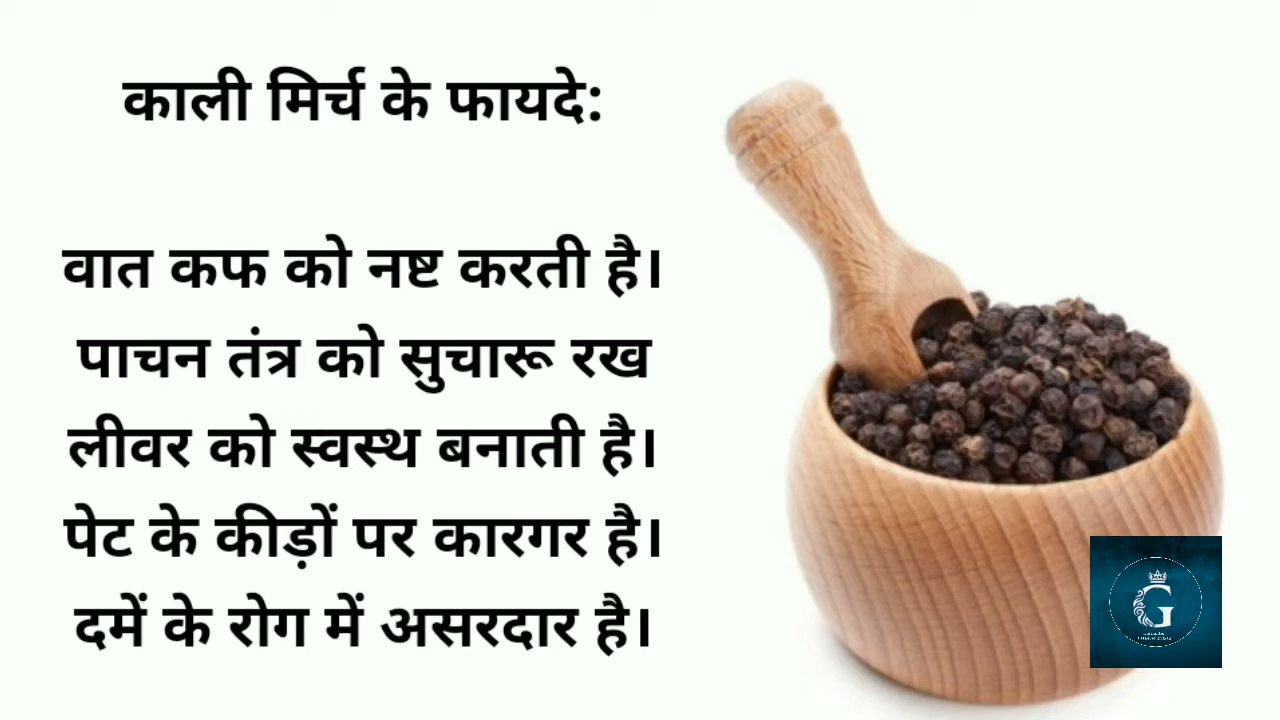 काली मिर्च के फायदे:
वात कफ को नष्ट करती है।
पाचन तंत्र को सुचारू रख
लीवर को स्वस्थ बनाती है।
पेट के कीड़ों पर कारगर है।
दमें के रोग में असरदार है।
G